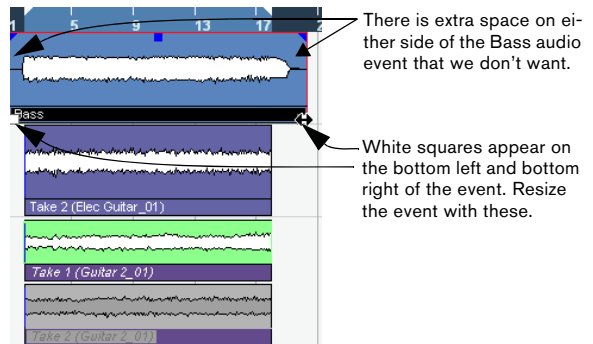 1 5 9 13 17 2
There is extra space on ei-
ther side of the Bass audio
event that we don't want.
Bass
White squares appear on
the bottom left and bottom
right of the event. Resize
the event with these.
Take 2 (Elec Guitar_01)
Take 1 (Guitar 2_01)
Take 2 (Guitar 2_01)